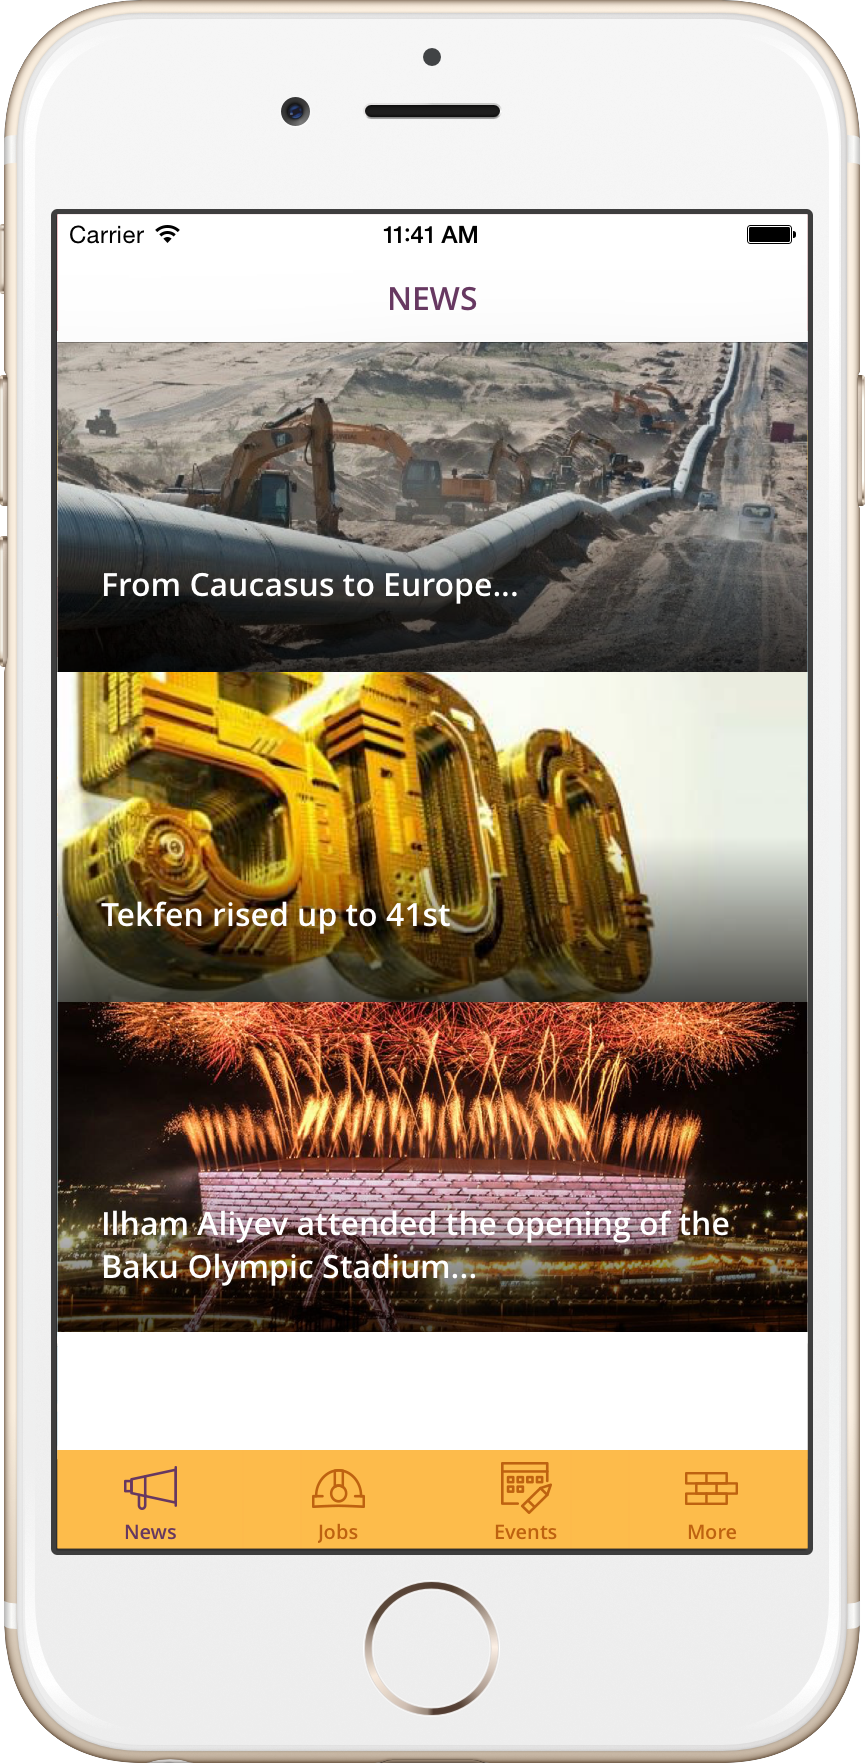 Carrier 11:41 AM
NEWS
From Caucasus to Europe...
500
Tekfen rised up to 41st
Ilham Aliyev attended the opening of the
Baku Olympic Stadium...
News Jobs Events More